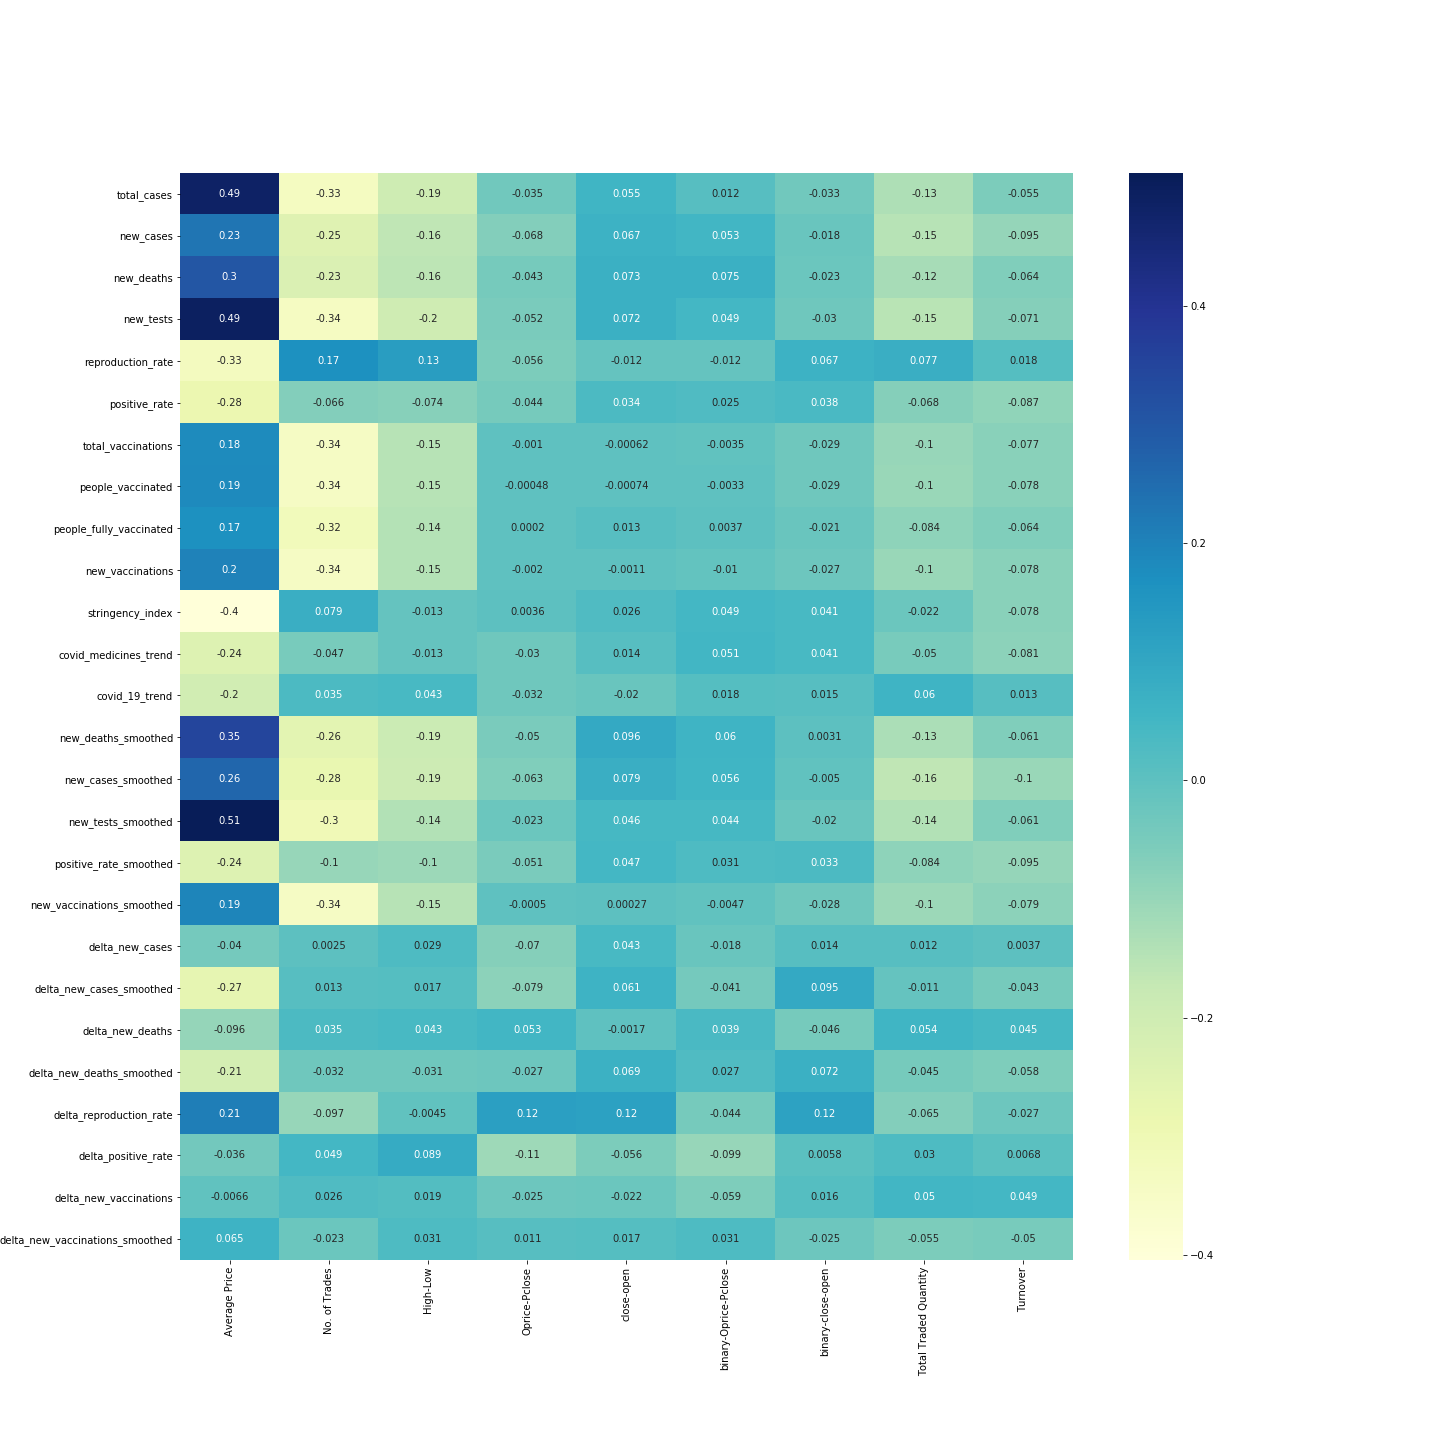 total_cases 0.49 -0.33 -0.19 -0.035 0.055 0.012 -0.033 -0.13 -0.055
new_cases 0.23 -0.25 -0.16 -0.068 0.067 0.053 -0.018 -0.15 -0.095
new_deaths 0.3 -0.23 -0.16 -0.043 0.073 0.075 -0.023 -0.12 -0.064
new_tests 0.49 -0.34 -0.2 -0.052 0.072 0.049 -0.03 -0.15 -0.071
0.4
reproduction_rate -0.33 0.17 0.13 -0.056 -0.012 -0.012 0.067 0.077 0.018
positive_rate -0.28 -0.066 -0.074 -0.044 0.034 0.025 0.038 -0.068 -0.087
total_vaccinations 0.18 -0.34 -0.15 -0.001 -0.00062 -0.0035 -0.029 -0.1 -0.077
people_vaccinated 0.19 -0.34 -0.15 -0.00048 -0.00074 -0.0033 -0.029 -0.1 -0.078
people_fully_vaccinated 0.17 -0.32 -0.14 0.0002 0.013 0.0037 -0.021 -0.084 -0.064
0.2
new_vaccinations 0.2 -0.34 -0.15 -0.002 -0.0011 -0.01 -0.027 -0.1 -0.078
stringency_index -0.4 0.079 -0.013 0.0036 0.026 0.049 0.041 -0.022 -0.078
covid_medicines_trend -0.24 -0.047 -0.013 -0.03 0.014 0.051 0.041 -0.05 -0.081
covid_19_trend -0.2 0.035 0.043 -0.032 -0.02 0.018 0.015 0.06 0.013
new_deaths_smoothed 0.35 -0.26 -0.19 -0.05 0.096 0.06 0.0031 -0.13 -0.061
new_cases_smoothed 0.26 -0.28 -0.19 -0.063 0.079 0.056 -0.005 -0.16 -0.1
0.0
new_tests_smoothed 0.51 -0.3 -0.14 -0.023 0.046 0.044 -0.02 -0.14 -0.061
positive_rate_smoothed -0.24 -0.1 -0.1 -0.051 0.047 0.031 0.033 -0.084 -0.095
new_vaccinations_smoothed 0.19 -0.34 -0.15 -0.0005 0.00027 -0.0047 -0.028 -0.1 -0.079
delta_new_cases -0.04 0.0025 0.029 -0.07 0.043 -0.018 0.014 0.012 0.0037
delta_new_cases_smoothed -0.27 0.013 0.017 -0.079 0.061 -0.041 0.095 -0.011 -0.043
−0.2
delta_new_deaths -0.096 0.035 0.043 0.053 -0.0017 0.039 -0.046 0.054 0.045
delta_new_deaths_smoothed -0.21 -0.032 -0.031 -0.027 0.069 0.027 0.072 -0.045 -0.058
delta_reproduction_rate 0.21 -0.097 -0.0045 0.12 0.12 -0.044 0.12 -0.065 -0.027
delta_positive_rate -0.036 0.049 0.089 -0.11 -0.056 -0.099 0.0058 0.03 0.0068
delta_new_vaccinations -0.0066 0.026 0.019 -0.025 -0.022 -0.059 0.016 0.05 0.049
delta_new_vaccinations_smoothed 0.065 -0.023 0.031 0.011 0.017 0.031 -0.025 -0.055 -0.05
−0.4
Average Price
No. of Trades
High-Low
Oprice-Pclose
close-open
binary-Oprice-Pclose
binary-close-open
Total Traded Quantity
Turnover